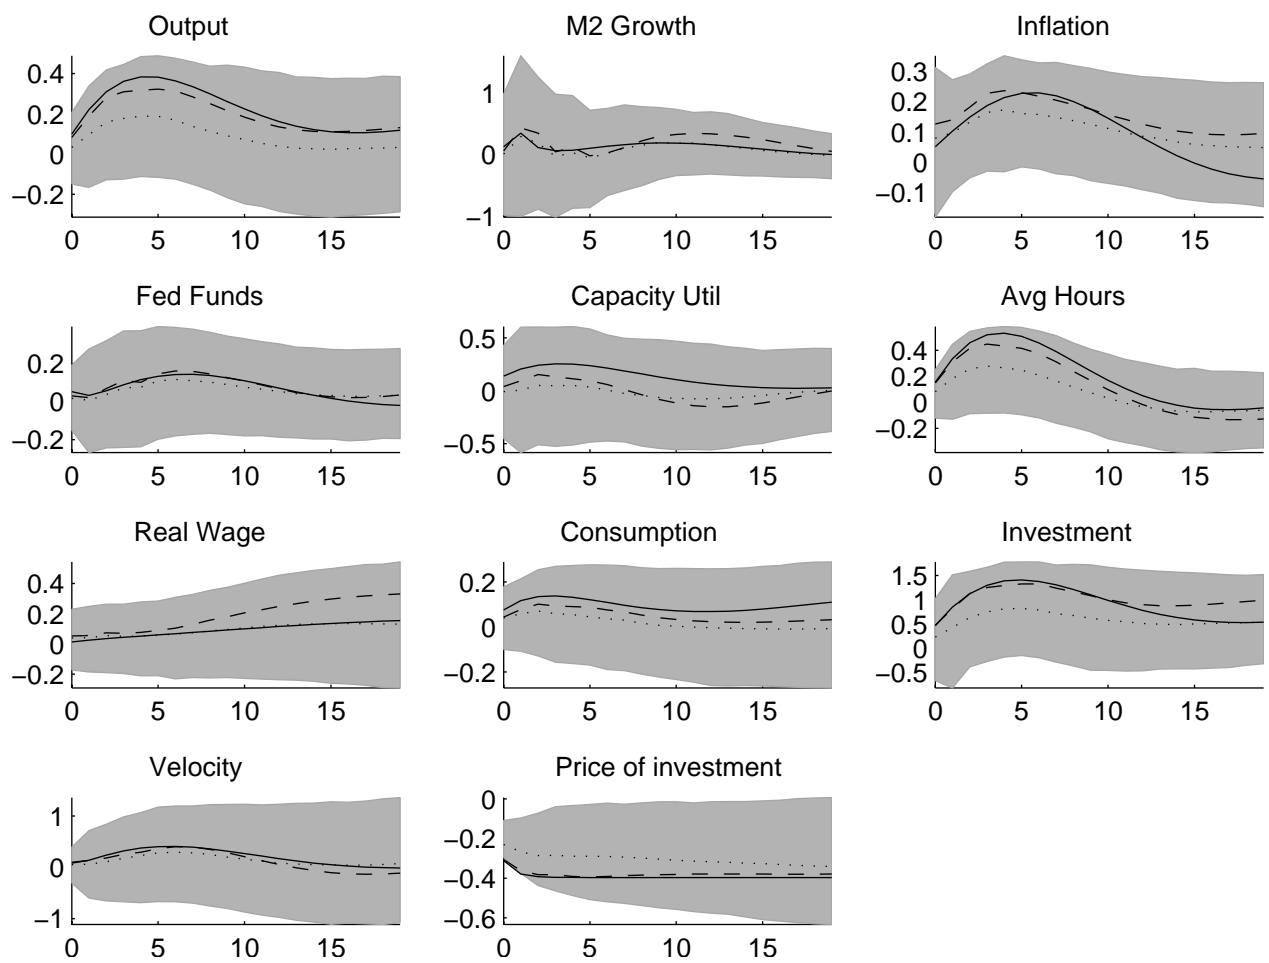 Output M2 Growth Inflation
0.4 0.2 0 −0.2
0 5 10 15
1 0 −1
0 5 10 15
0.3 0.2 0.1 0 −0.1
0 5 10 15
Fed Funds Capacity Util Avg Hours
0.2 0 −0.2
0 5 10 15
0.5 0 −0.5
0 5 10 15
0.4 0.2 0 −0.2
0 5 10 15
Real Wage Consumption Investment
0.4 0.2 0 −0.2
0 5 10 15
0.2 0 −0.2
0 5 10 15
1.5 1 0.5 0 −0.5
0 5 10 15
Velocity Price of investment
1 0 −1
0 5 10 15
0 −0.2 −0.4 −0.6
0 5 10 15